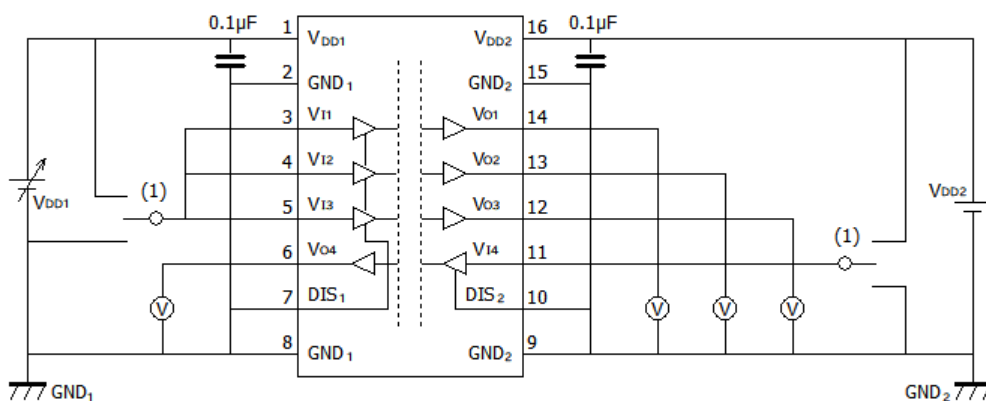 0.1µF
1
VDD1
VDD2
16
0.1µF
2
GND1
GND2
15
3
VI1
VO1
14
4
VI2
VO2
13
VDD1
(1)
5
VI3
VO3
12
VDD2
6
VO4
VI4
11
(1)
V
7
DIS1
DIS2
10
V
V
V
8
GND1
GND2
9
GND1
GND2